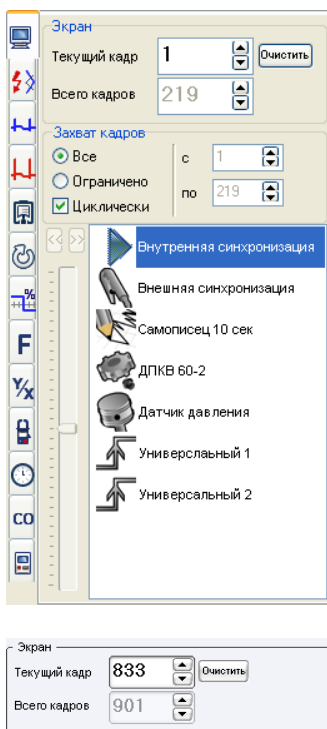 Экран
Текущий кадр 1 Очистить
Всего кадров 219
Захват кадров
Все с 1
Ограничено по 219
Циклически
Внутренняя синхронизация
Внешняя синхронизация
Самописец 10 сек
ДПКВ 60-2
Датчик давления
Универслаьный 1
Универсальный 2
%
F
Y/X
CO
Экран
Текущий кадр 833 Очистить
Всего кадров 901